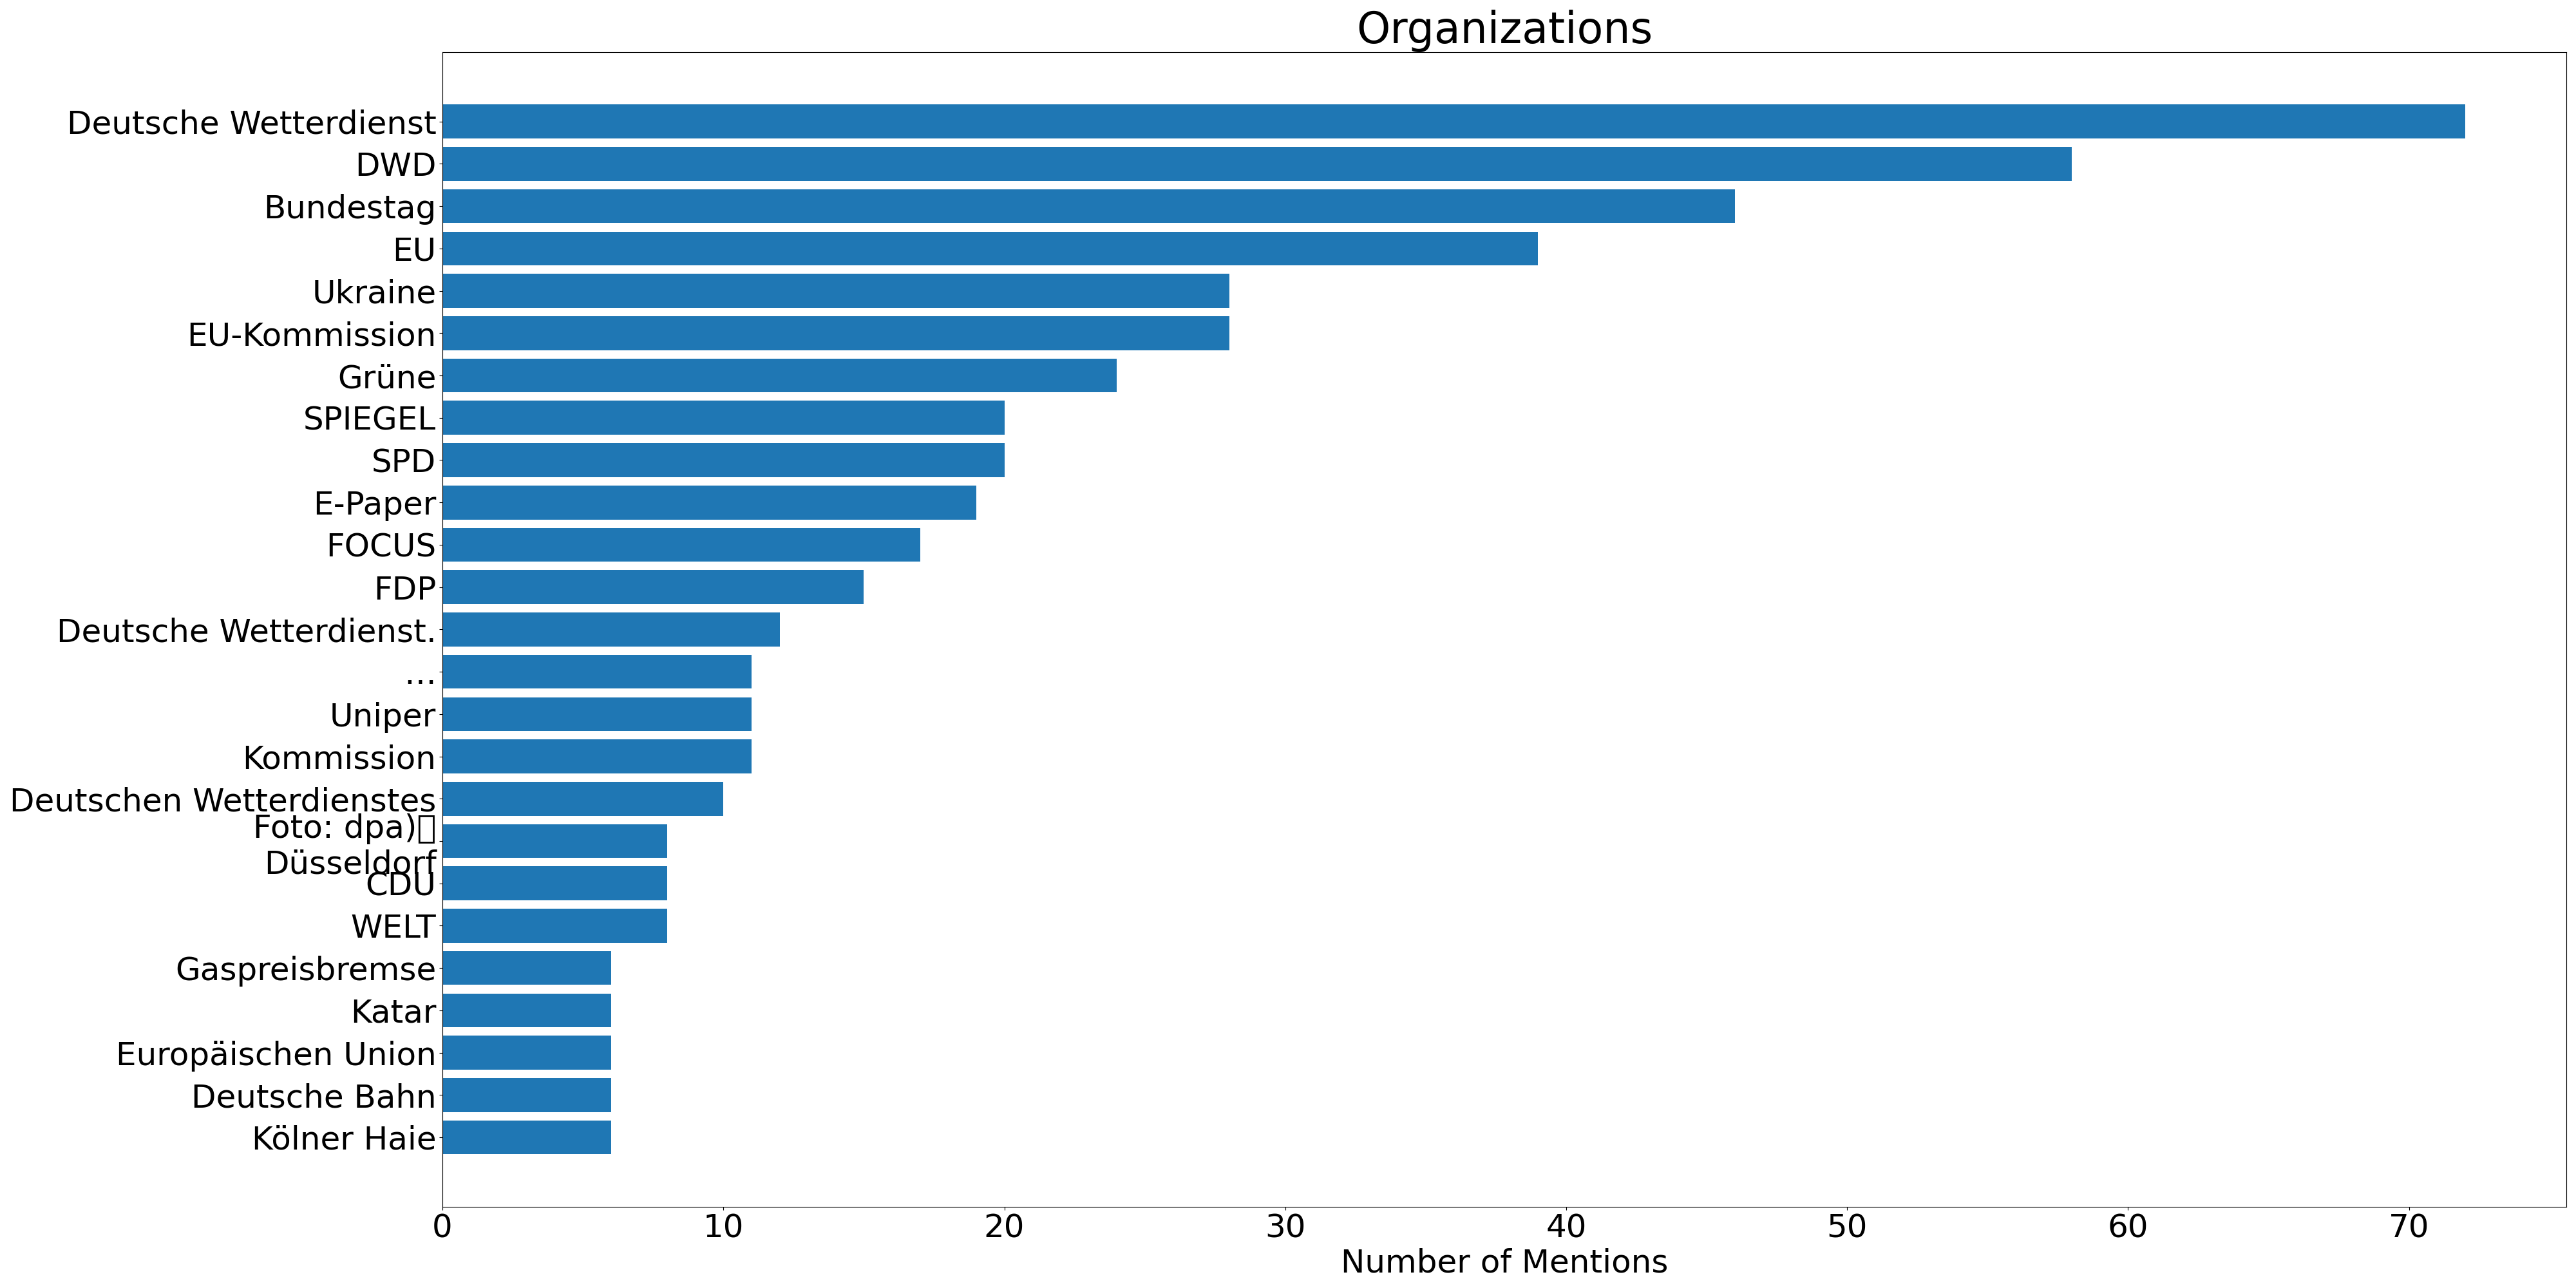 Organizations
Deutsche Wetterdienst
DWD
Bundestag
EU
Ukraine
EU-Kommission
Grüne
SPIEGEL
SPD
E-Paper
FOCUS
FDP
Deutsche Wetterdienst.
...
Uniper
Kommission
Deutschen Wetterdienstes
Foto: dpa)
Düsseldorf
CDU
WELT
Gaspreisbremse
Katar
Europäischen Union
Deutsche Bahn
Kölner Haie
0 10 20 30 40 50 60 70
Number of Mentions